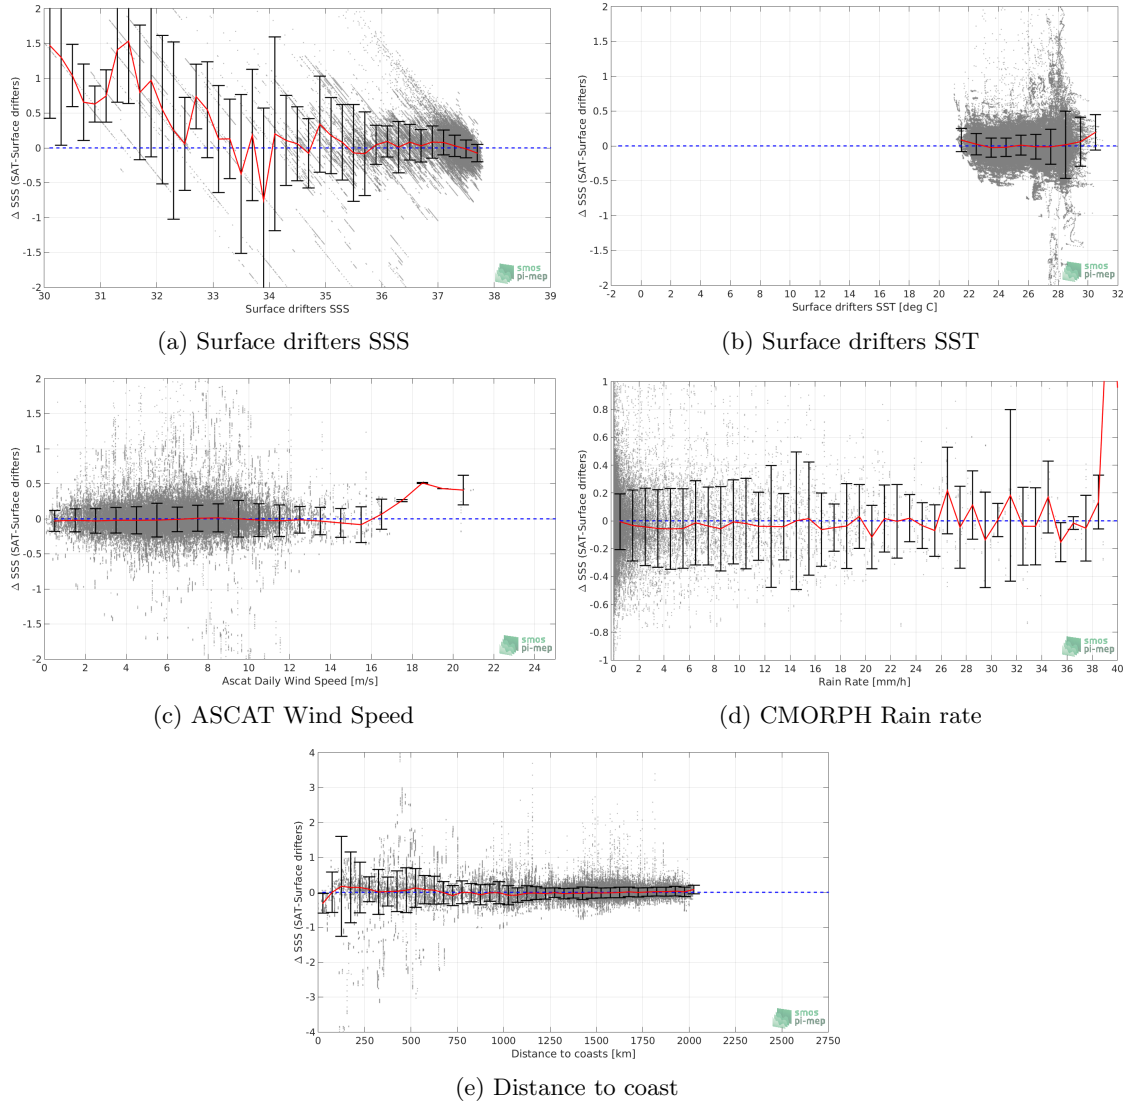 Δ SSS (SAT-Surface drifters)
2
1.5
1
0.5
0
-0.5
-1
-1.5
-2
30 31 32 33 34 35 36 37 38 39
Surface drifters SSS
smos
pi-mep
(a) Surface drifters SSS
Δ SSS (SAT-Surface drifters)
2
1.5
1
0.5
0
-0.5
-1
-1.5
-2
-2 0 2 4 6 8 10 12 14 16 18 20 22 24 26 28 30 32
Surface drifters SST [deg C]
smos
pi-mep
(b) Surface drifters SST
Δ SSS (SAT-Surface drifters)
2
1.5
1
0.5
0
-0.5
-1
-1.5
-2
0 2 4 6 8 10 12 14 16 18 20 22 24
Ascat Daily Wind Speed [m/s]
smos
pi-mep
(c) ASCAT Wind Speed
Δ SSS (SAT-Surface drifters)
1
0.8
0.6
0.4
0.2
0
-0.2
-0.4
-0.6
-0.8
-1
0 2 4 6 8 10 12 14 16 18 20 22 24 26 28 30 32 34 36 38 40
Rain Rate [mm/h]
smos
pi-mep
(d) CMORPH Rain rate
Δ SSS (SAT-Surface drifters)
4
3
2
1
0
-1
-2
-3
-4
0 250 500 750 1000 1250 1500 1750 2000 2250 2500 2750
Distance to coasts [km]
smos
pi-mep
(e) Distance to coast